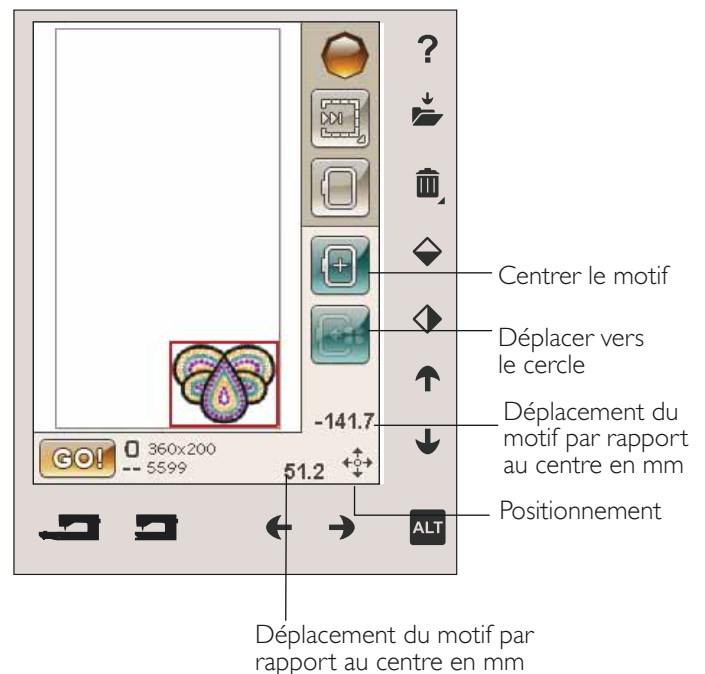 ?
Centrer le motif
Déplacer vers
le cercle
-141.7
Déplacement du
motif par rapport
au centre en mm
GO! 360x200
-- 5599
51.2
Positionnement
ALT
Déplacement du motif par
rapport au centre en mm